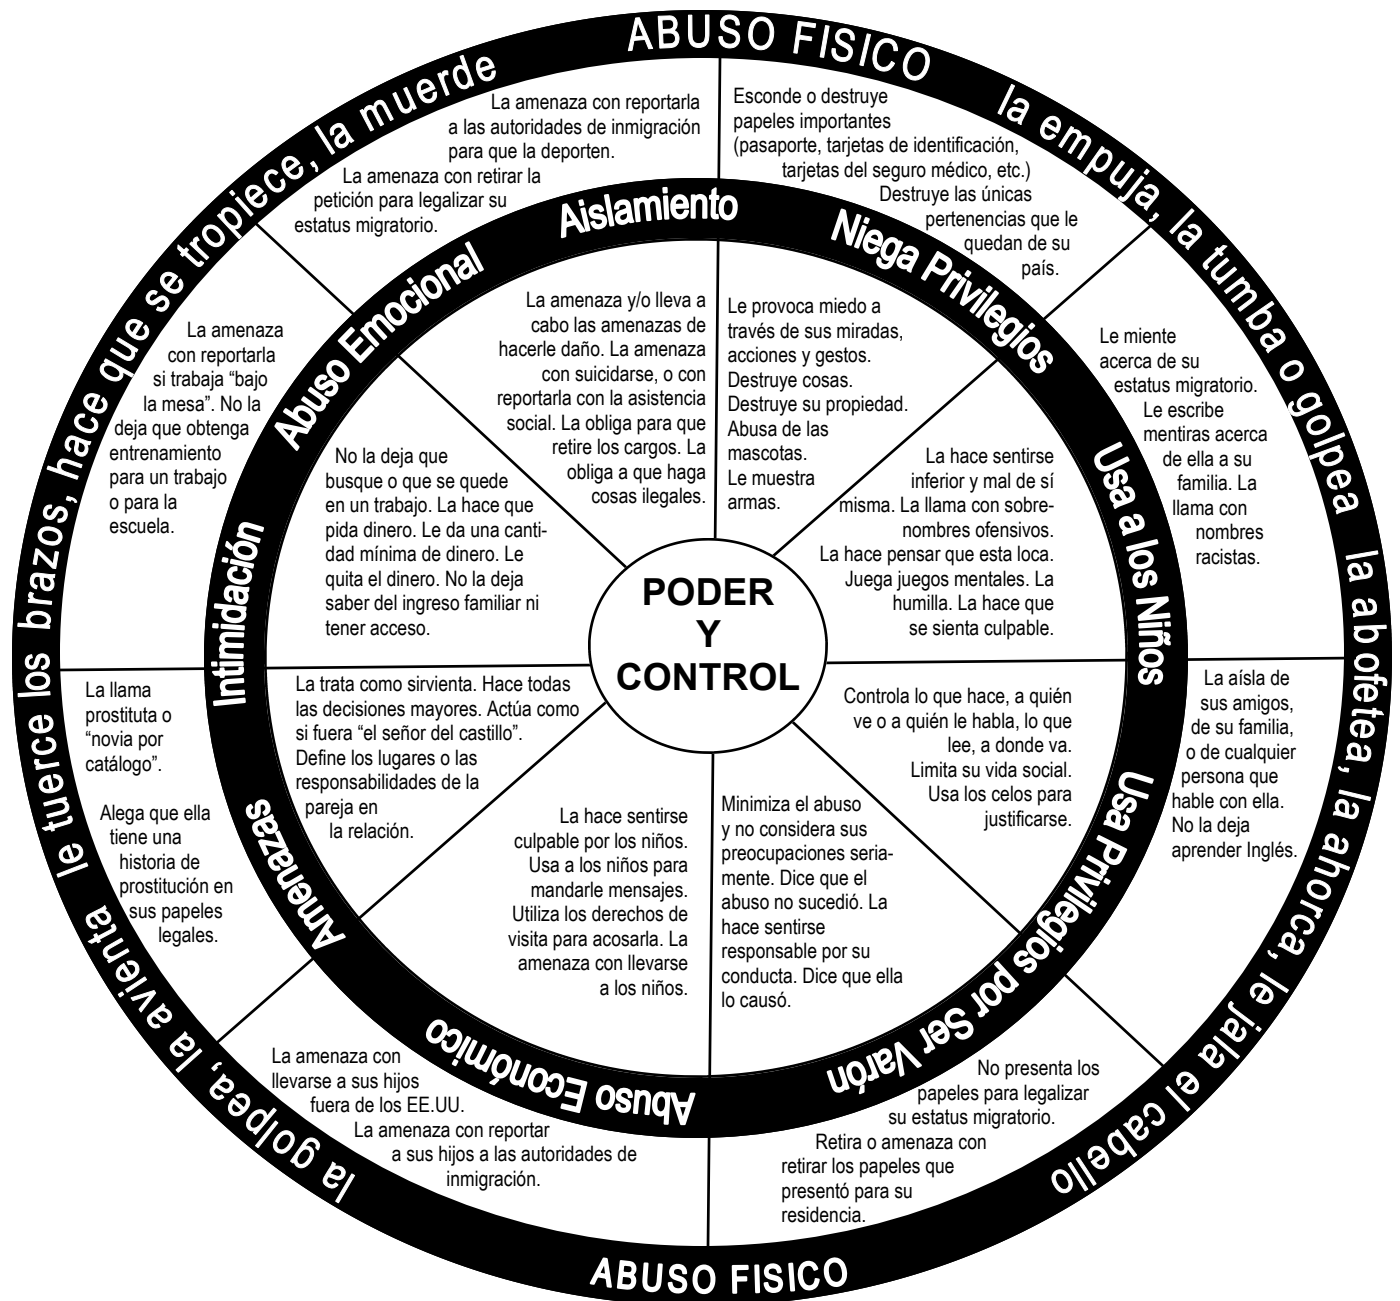 ABUSO FISICO
la empuja, la tumba o golpea
la abofetea, la ahorca, le jala el cabello
ABUSO FISICO
la golpea, la avienta
le tuerce los brazos, hace que se tropiece, la muerde
La amenaza con reportarla
a las autoridades de inmigración
para que la deporten.
La amenaza con retirar la
petición para legalizar su
estatus migratorio.
Esconde o destruye
papeles importantes
(pasaporte, tarjetas de identificación,
tarjetas del seguro médico, etc.)
Destruye las únicas
pertenencias que le
quedan de su
país.
Le miente
acerca de su
estatus migratorio.
Le escribe
mentiras acerca
de ella a su
familia. La
llama con
nombres
racistas.
La aísla de
sus amigos,
de su familia,
o de cualquier
persona que
hable con ella.
No la deja
aprender Inglés.
No presenta los
papeles para legalizar
su estatus migratorio.
Retira o amenaza con
retirar los papeles que
presentó para su
residencia.
La amenaza con
llevarse a sus hijos
fuera de los EE.UU.
La amenaza con reportar
a sus hijos a las autoridades de
inmigración.
La llama
prostituta o
“novia por
catálogo”.
Alega que ella
tiene una
historia de
prostitución en
sus papeles
legales.
La amenaza
con reportarla
si trabaja “bajo
la mesa”. No la
deja que obtenga
entrenamiento
para un trabajo
o para la
escuela.
Aislamiento
Niega Privilegios
Usa a los Niños
Usa Privilegios por Ser Varón
Abuso Económico
Amenazas
Intimidación
Abuso Emocional
La amenaza y/o lleva a
cabo las amenazas de
hacerle daño. La amenaza
con suicidarse, o con
reportarla con la asistencia
social. La obliga para que
retire los cargos. La
obliga a que haga
cosas ilegales.
Le provoca miedo a
través de sus miradas,
acciones y gestos.
Destruye cosas.
Destruye su propiedad.
Abusa de las
mascotas.
Le muestra
armas.
La hace sentirse
inferior y mal de sí
misma. La llama con sobre-
nombres ofensivos.
La hace pensar que esta loca.
Juega juegos mentales. La
humilla. La hace que
se sienta culpable.
Controla lo que hace, a quién
ve o a quién le habla, lo que
lee, a donde va.
Limita su vida social.
Usa los celos para
justificarse.
Minimiza el abuso
y no considera sus
preocupaciones seria-
mente. Dice que el
abuso no sucedió. La
hace sentirse
responsable por su
conducta. Dice que ella
lo causó.
La hace sentirse
culpable por los niños.
Usa a los niños para
mandarle mensajes.
Utiliza los derechos de
visita para acosarla. La
amenaza con llevarse
a los niños.
La trata como sirvienta. Hace todas
las decisiones mayores. Actúa como
si fuera “el señor del castillo”.
Define los lugares o las
responsabilidades de la
pareja en
la relación.
No la deja que
busque o que se quede
en un trabajo. La hace que
pida dinero. Le da una canti-
dad mínima de dinero. Le
quita el dinero. No la deja
saber del ingreso familiar ni
tener acceso.
PODER
Y
CONTROL